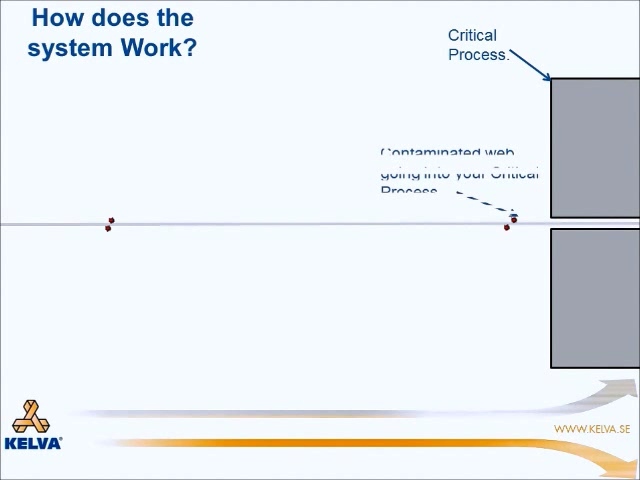 How does the
system Work?
Critical
Process.
Contaminated web
going into your Critical
Process
KELVA
WWW.KELVA.SE